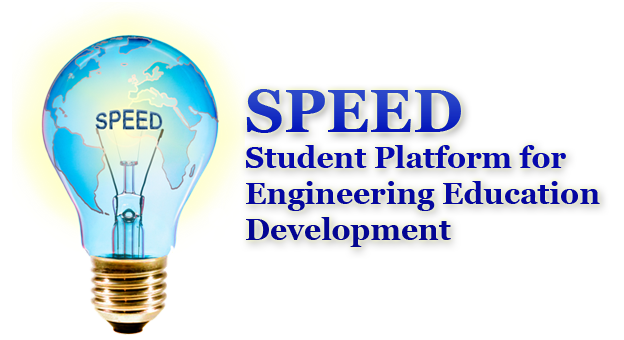 SPEED
SPEED
Student Platform for
Engineering Education
Development